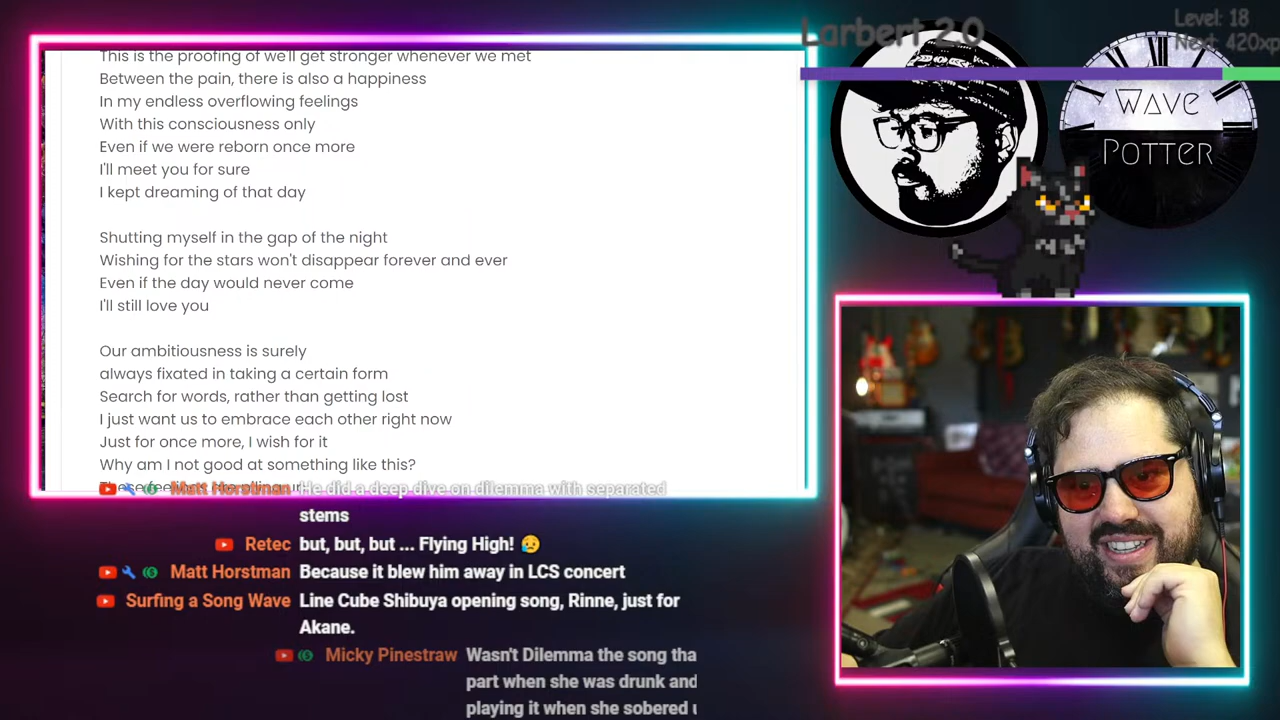 This is the proofing of we'll get stronger whenever we met
Between the pain, there is also a happiness
In my endless overflowing feelings
With this consciousness only
Even if we were reborn once more
I'll meet you for sure
I kept dreaming of that day
Shutting myself in the gap of the night
Wishing for the stars won't disappear forever and ever
Even if the day would never come
I'll still love you
Our ambitiousness is surely
always fixated in taking a certain form
Search for words, rather than getting lost
I just want us to embrace each other right now
Just for once more, I wish for it
Why am I not good at something like this?
Matt Horstman He did a deep dive on dilemma with separated
stems
Retec but, but, but ... Flying High! 😥
Matt Horstman Because it blew him away in LCS concert
Surfing a Song Wave Line Cube Shibuya opening song, Rinne, just for
Akane.
Micky Pinestraw Wasn't Dilemma the song tha
part when she was drunk and
playing it when she sobered
Larbert 2.0
Level: 18
Next: 420xp
WAVE
POTTER